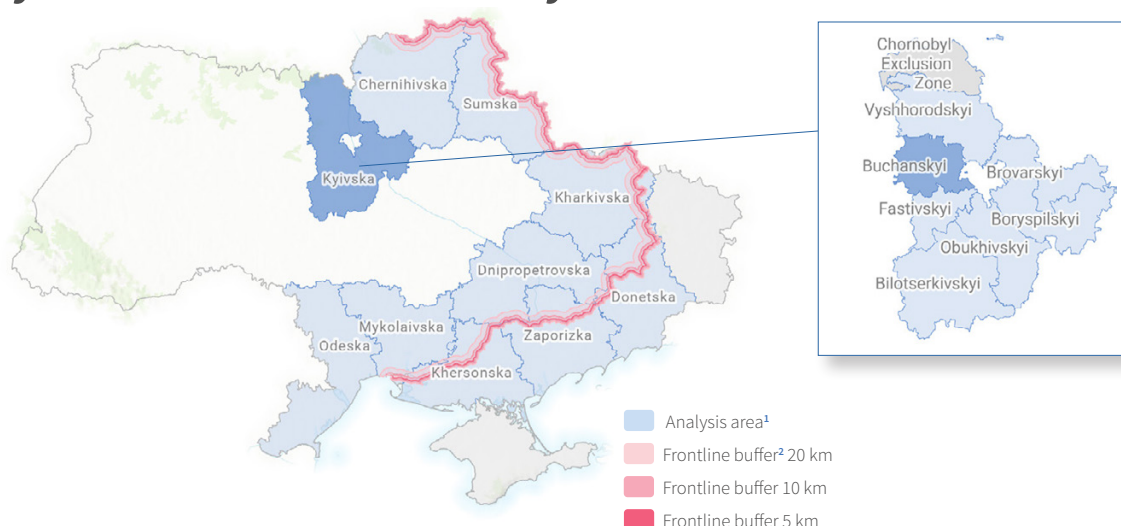 Chernihivska
Sumska
Kyivska
Kharkivska
Dnipropetrovska
Donetska
Mykolaivska
Zaporizka
Odeska
Khersonska
Chornobyl
Exclusion
Zone
Vyshhorodskyi
Buchanskyi
Brovarskyi
Fastivskyi
Boryspilskyi
Obukhivskyi
Bilotserkivskyi
Analysis area¹
Frontline buffer² 20 km
Frontline buffer 10 km
Frontline buffer 5 km